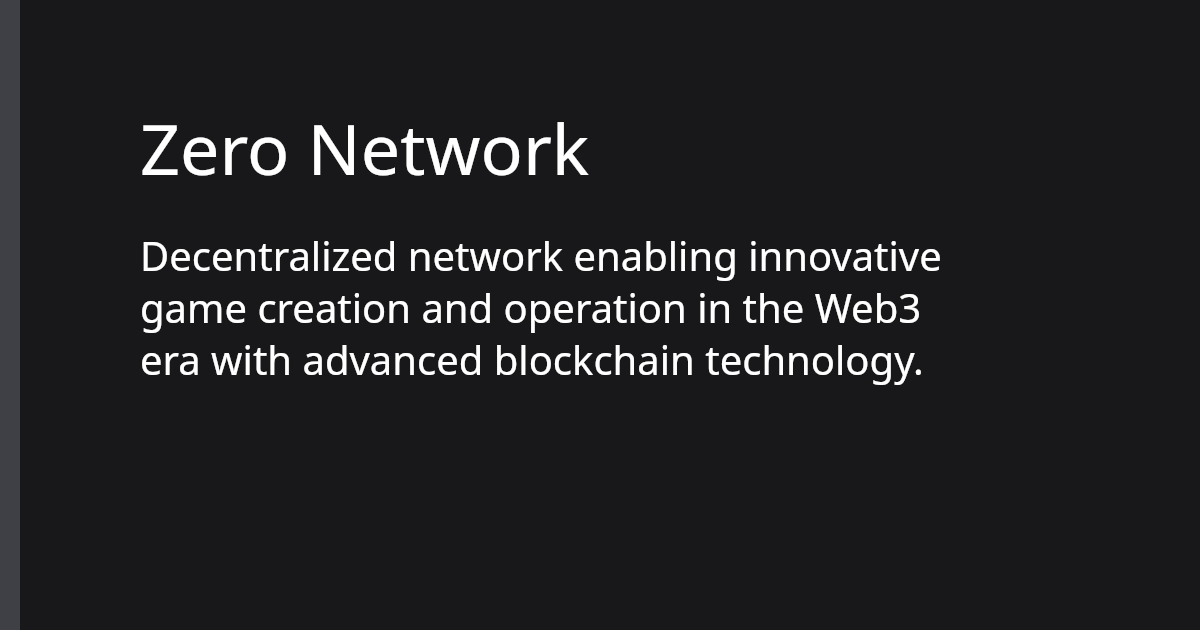 Zero Network
Decentralized network enabling innovative
game creation and operation in the Web3
era with advanced blockchain technology.